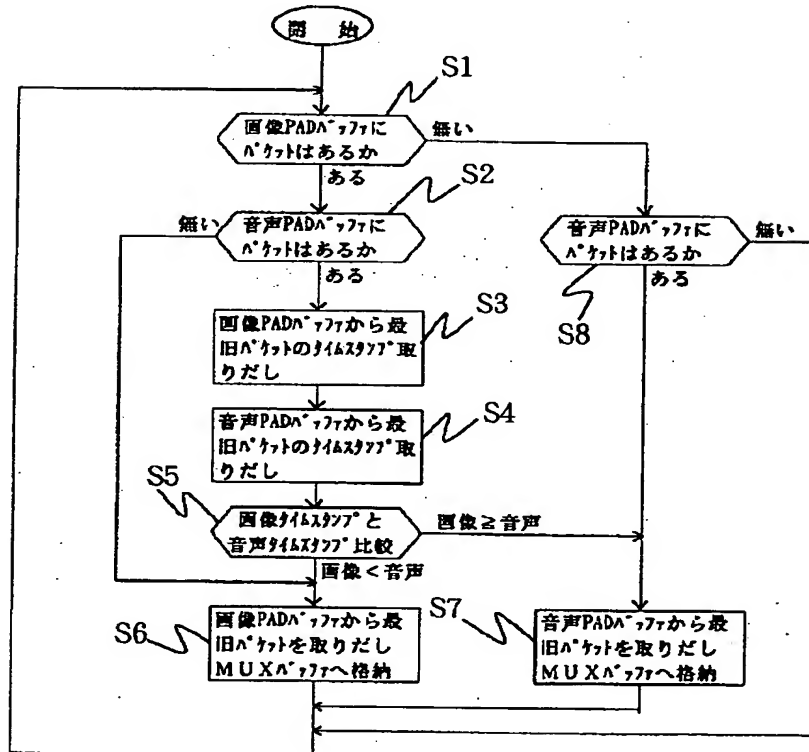 開 始
S1
画像PADバッファに
パケットはあるか
無い
ある
S2
無い
音声PADバッファに
パケットはあるか
ある
音声PADバッファに
パケットはあるか
無い
ある
S8
画像PADバッファから最
旧パケットのタイムスタンプ取
りだし
S3
音声PADバッファから最
旧パケットのタイムスタンプ取
りだし
S4
S5
画像タイムスタンプと
音声タイムスタンプ比較
画像≧音声
画像<音声
S6
画像PADバッファから最
旧パケットを取りだし
MUXバッファへ格納
S7
音声PADバッファから最
旧パケットを取りだし
MUXバッファへ格納